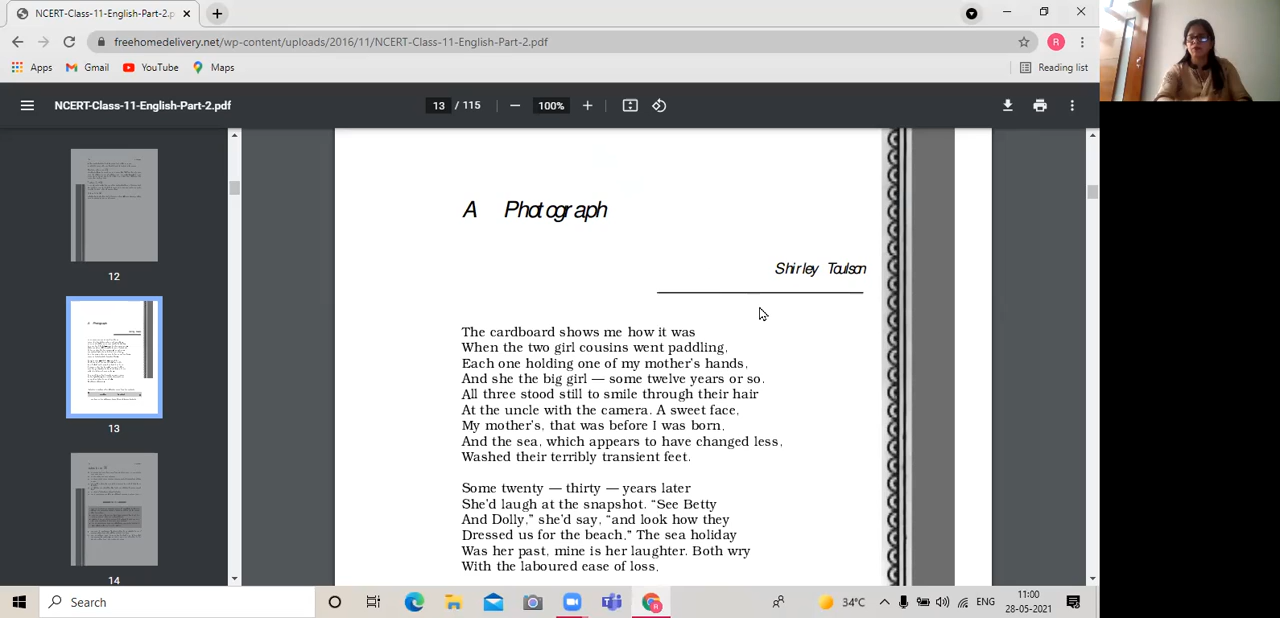 NCERT-Class-11-English-Part-2.p
freehomedelivery.net/wp-content/uploads/2016/11/NCERT-Class-11-English-Part-2.pdf
R
Apps Gmail YouTube Maps Reading list
NCERT-Class-11-English-Part-2.pdf
13 / 115
100%
12
13
14
A Photograph
Shirley Toulson
The cardboard shows me how it was
When the two girl cousins went paddling,
Each one holding one of my mother's hands,
And she the big girl — some twelve years or so.
All three stood still to smile through their hair
At the uncle with the camera. A sweet face,
My mother's, that was before I was born,
And the sea, which appears to have changed less,
Washed their terribly transient feet.
Some twenty — thirty — years later
She'd laugh at the snapshot. "See Betty
And Dolly," she'd say, "and look how they
Dressed us for the beach." The sea holiday
Was her past, mine is her laughter. Both wry
With the laboured ease of loss.
Search
34°C
ENG
11:00
28-05-2021